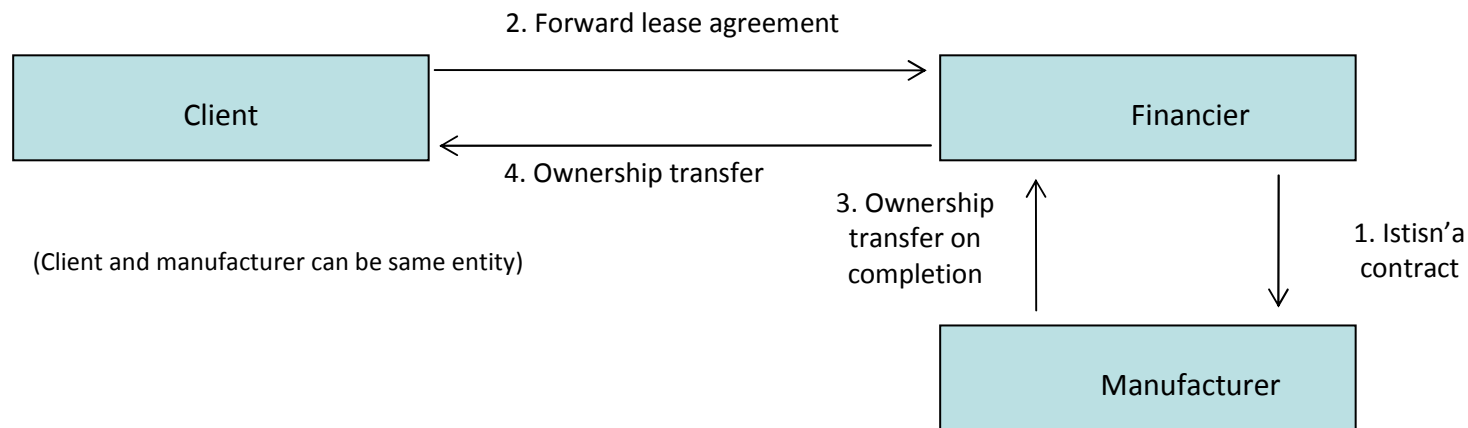 2. Forward lease agreement
Client
Financier
4. Ownership transfer
3. Ownership
transfer on
completion
1. Istisn’a
contract
(Client and manufacturer can be same entity)
Manufacturer